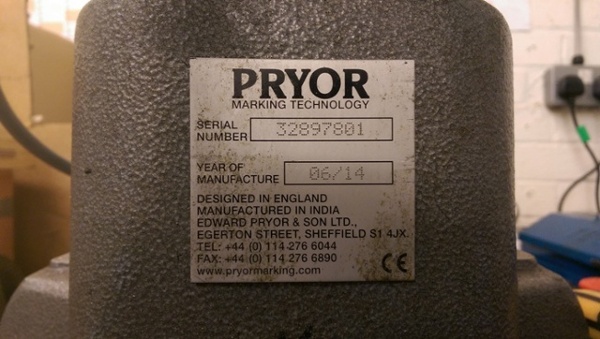 PRYOR
MARKING TECHNOLOGY
SERIAL NUMBER 32897801
YEAR OF MANUFACTURE 06/14
DESIGNED IN ENGLAND
MANUFACTURED IN INDIA
EDWARD PRYOR & SON LTD.,
EGERTON STREET, SHEFFIELD S1 4JX.
TEL: +44 (0) 114 276 6044
FAX: +44 (0) 114 276 6890
www.pryormarking.com CE